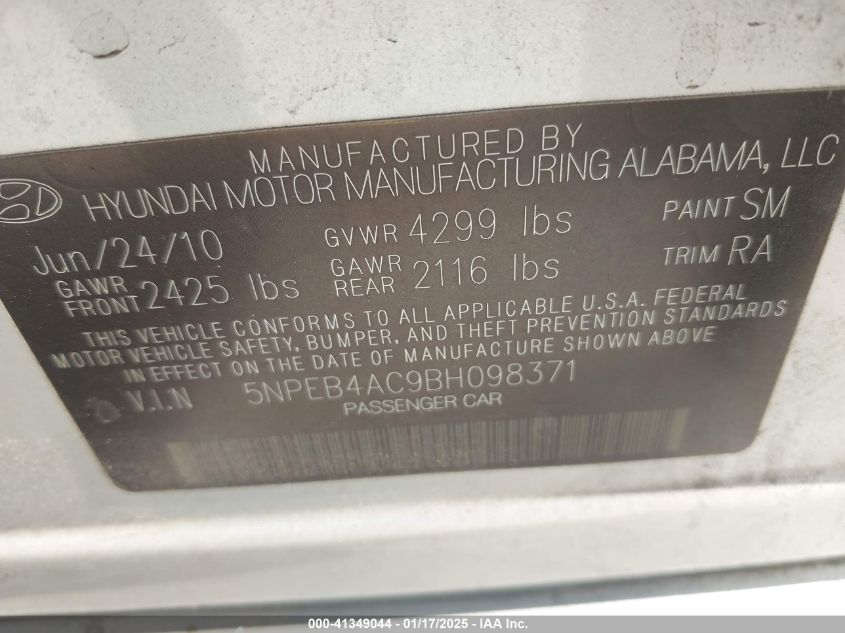 MANUFACTURED BY
HYUNDAI MOTOR MANUFACTURING ALABAMA, LLC
Jun/24/10 GVWR 4299 lbs PAINT SM
GAWR FRONT 2425 lbs GAWR REAR 2116 lbs TRIM RA
THIS VEHICLE CONFORMS TO ALL APPLICABLE U.S.A. FEDERAL
MOTOR VEHICLE SAFETY, BUMPER, AND THEFT PREVENTION STANDARDS
IN EFFECT ON THE DATE OF MANUFACTURE SHOWN ABOVE
V.I.N 5NPEB4AC9BH098371
PASSENGER CAR
000-41349044 - 01/17/2025 - IAA Inc.